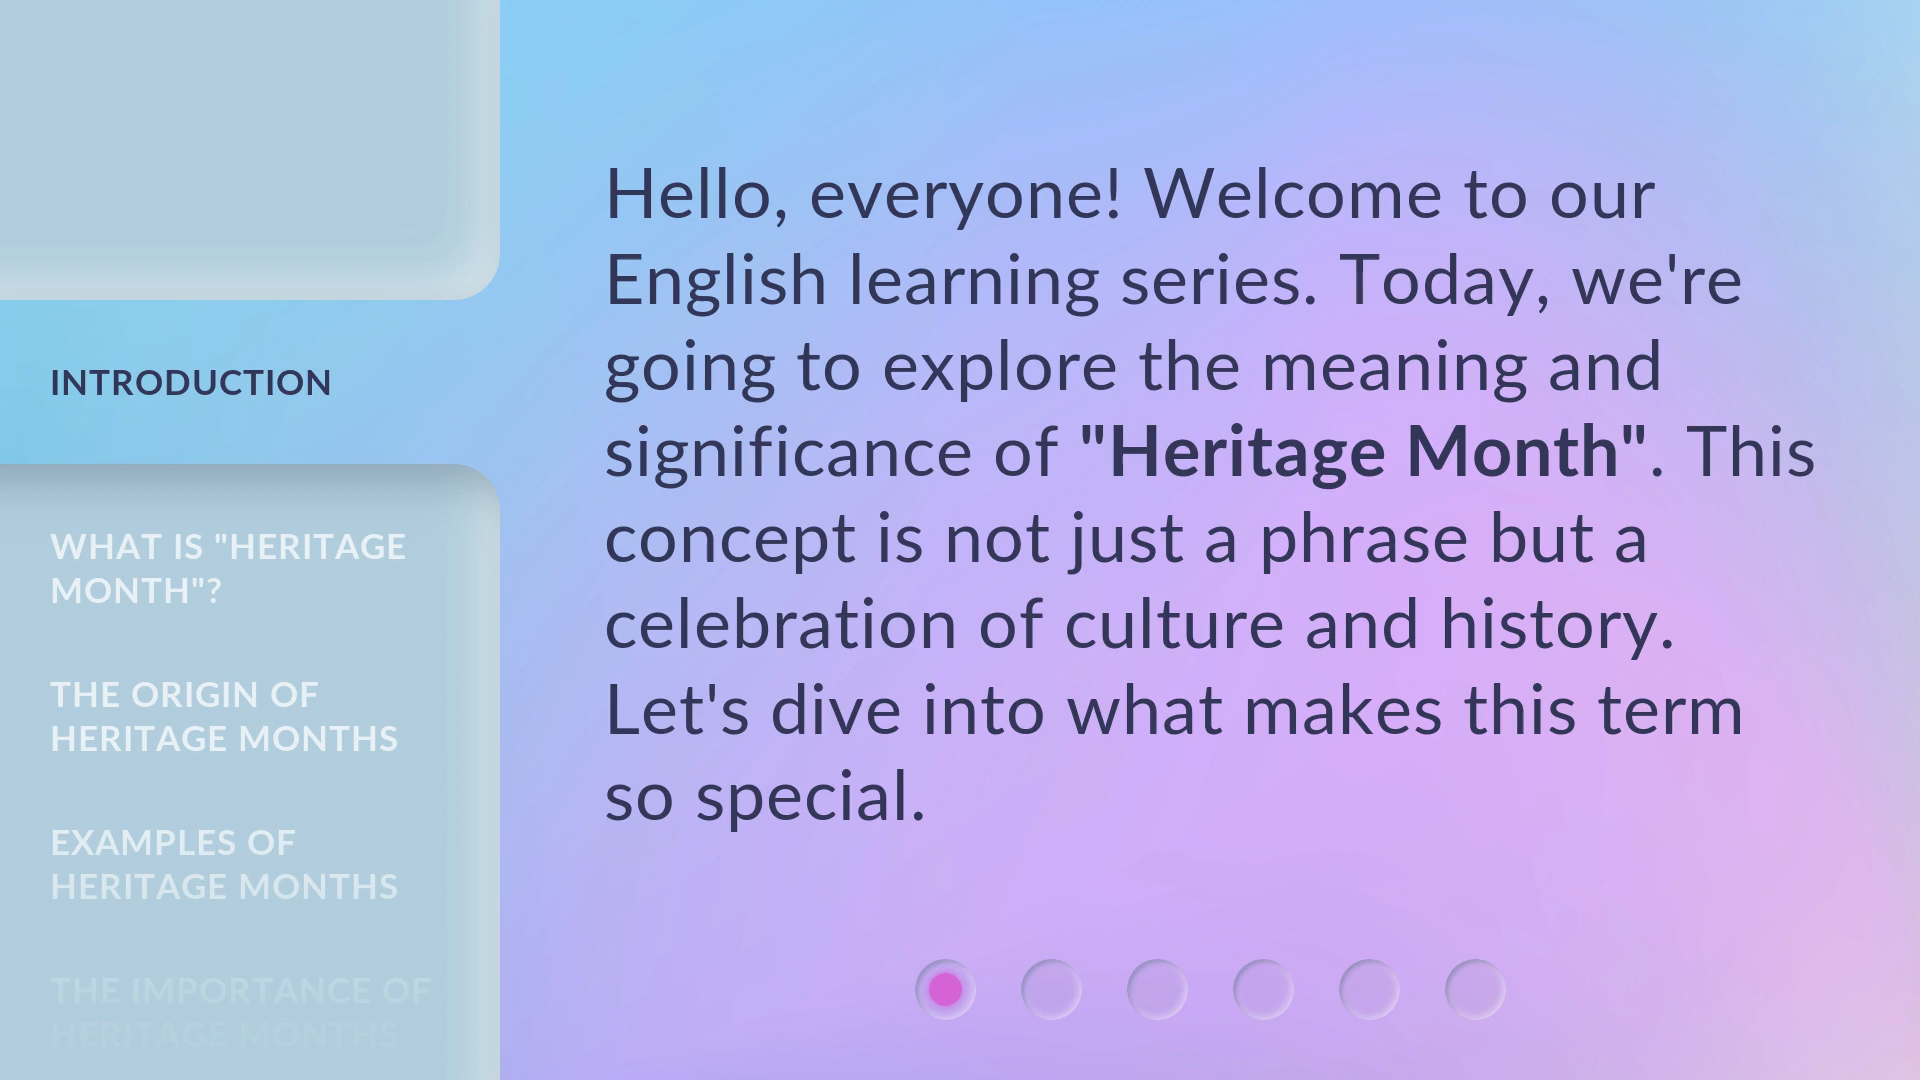 INTRODUCTION
WHAT IS "HERITAGE
MONTH"?
THE ORIGIN OF
HERITAGE MONTHS
EXAMPLES OF
HERITAGE MONTHS
THE IMPORTANCE OF
HERITAGE MONTHS
Hello, everyone! Welcome to our
English learning series. Today, we're
going to explore the meaning and
significance of "Heritage Month". This
concept is not just a phrase but a
celebration of culture and history.
Let's dive into what makes this term
so special.